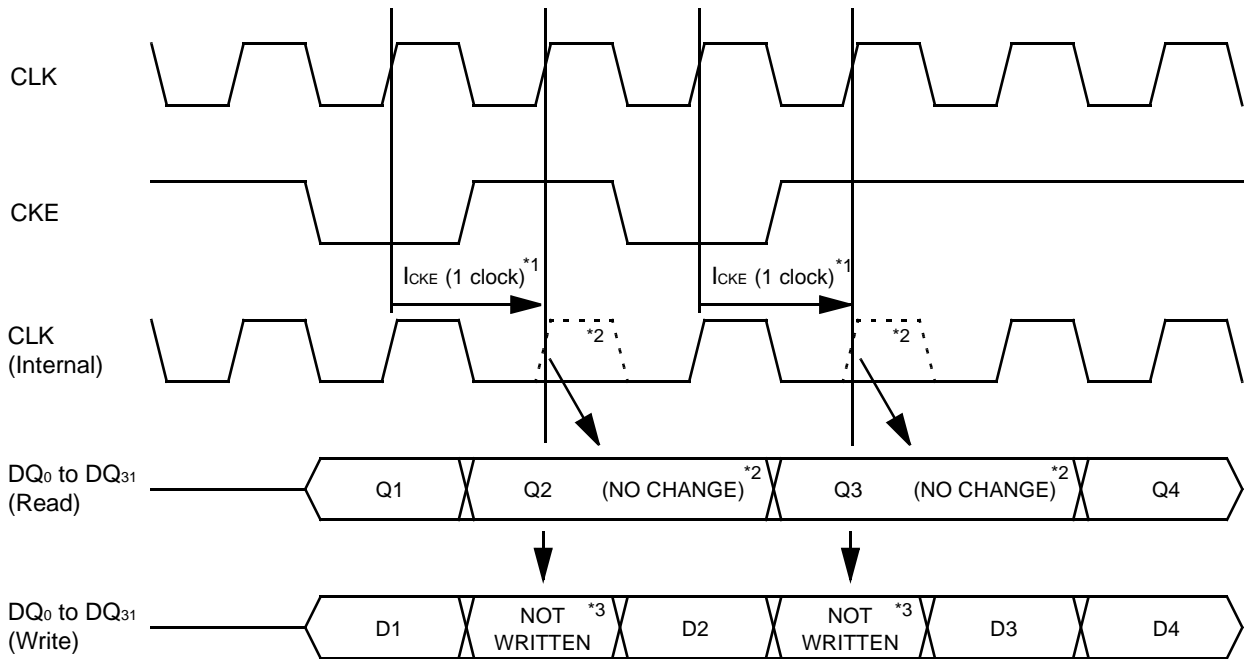 CLK
CKE
ICKE (1 clock)*1
ICKE (1 clock)*1
CLK
(Internal)
*2
*2
DQ0 to DQ31
(Read)
Q1
Q2
(NO CHANGE)*2
Q3
(NO CHANGE)*2
Q4
DQ0 to DQ31
(Write)
D1
NOT *3
WRITTEN
D2
NOT *3
WRITTEN
D3
D4